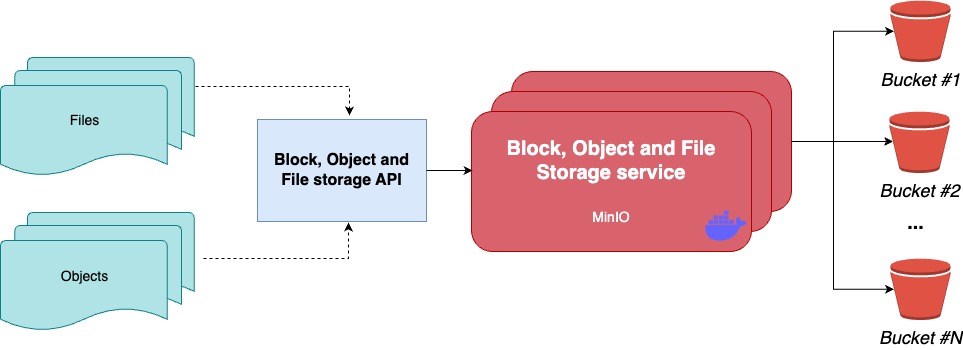 Files
Objects
Block, Object and
File storage API
Block, Object and File
Storage service
MinIO
Bucket #1
Bucket #2
...
Bucket #N